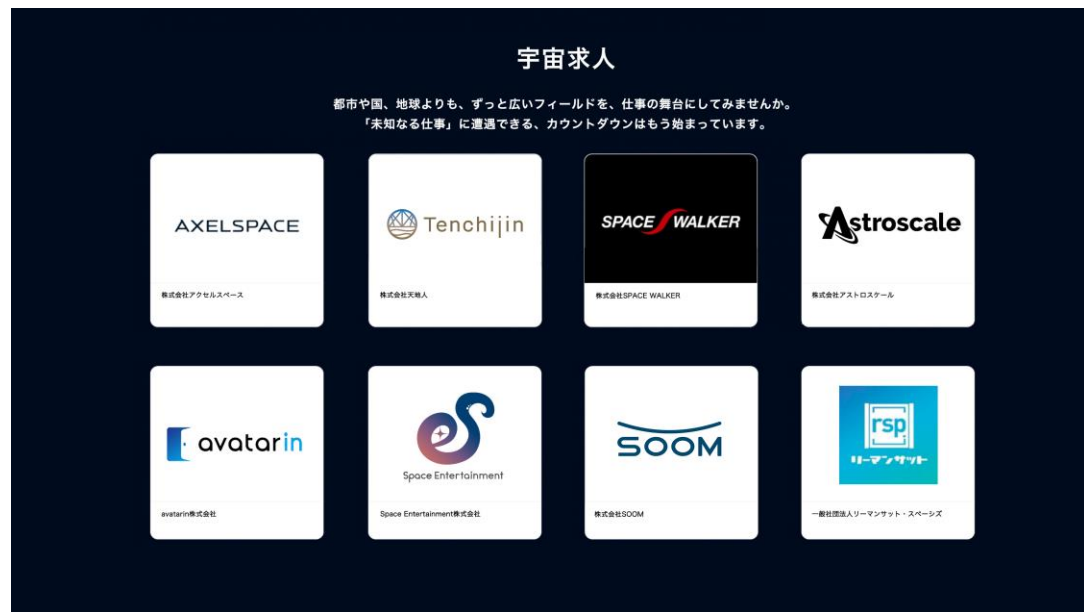 宇宙求人
都市や国、地球よりも、ずっと広いフィールドを、仕事の舞台にしてみませんか。
「未知なる仕事」に遭遇できる、カウントダウンはもう始まっています。
AXELSPACE
株式会社アクセルスペース
Tenchijin
株式会社天地人
SPACE WALKER
株式会社SPACE WALKER
Astroscale
株式会社アストロスケール
avatarin
avatarin株式会社
Space Entertainment
Space Entertainment株式会社
SOOM
株式会社SOOM
rsp
リーマンサット
一般社団法人リーマンサット・スペーシズ